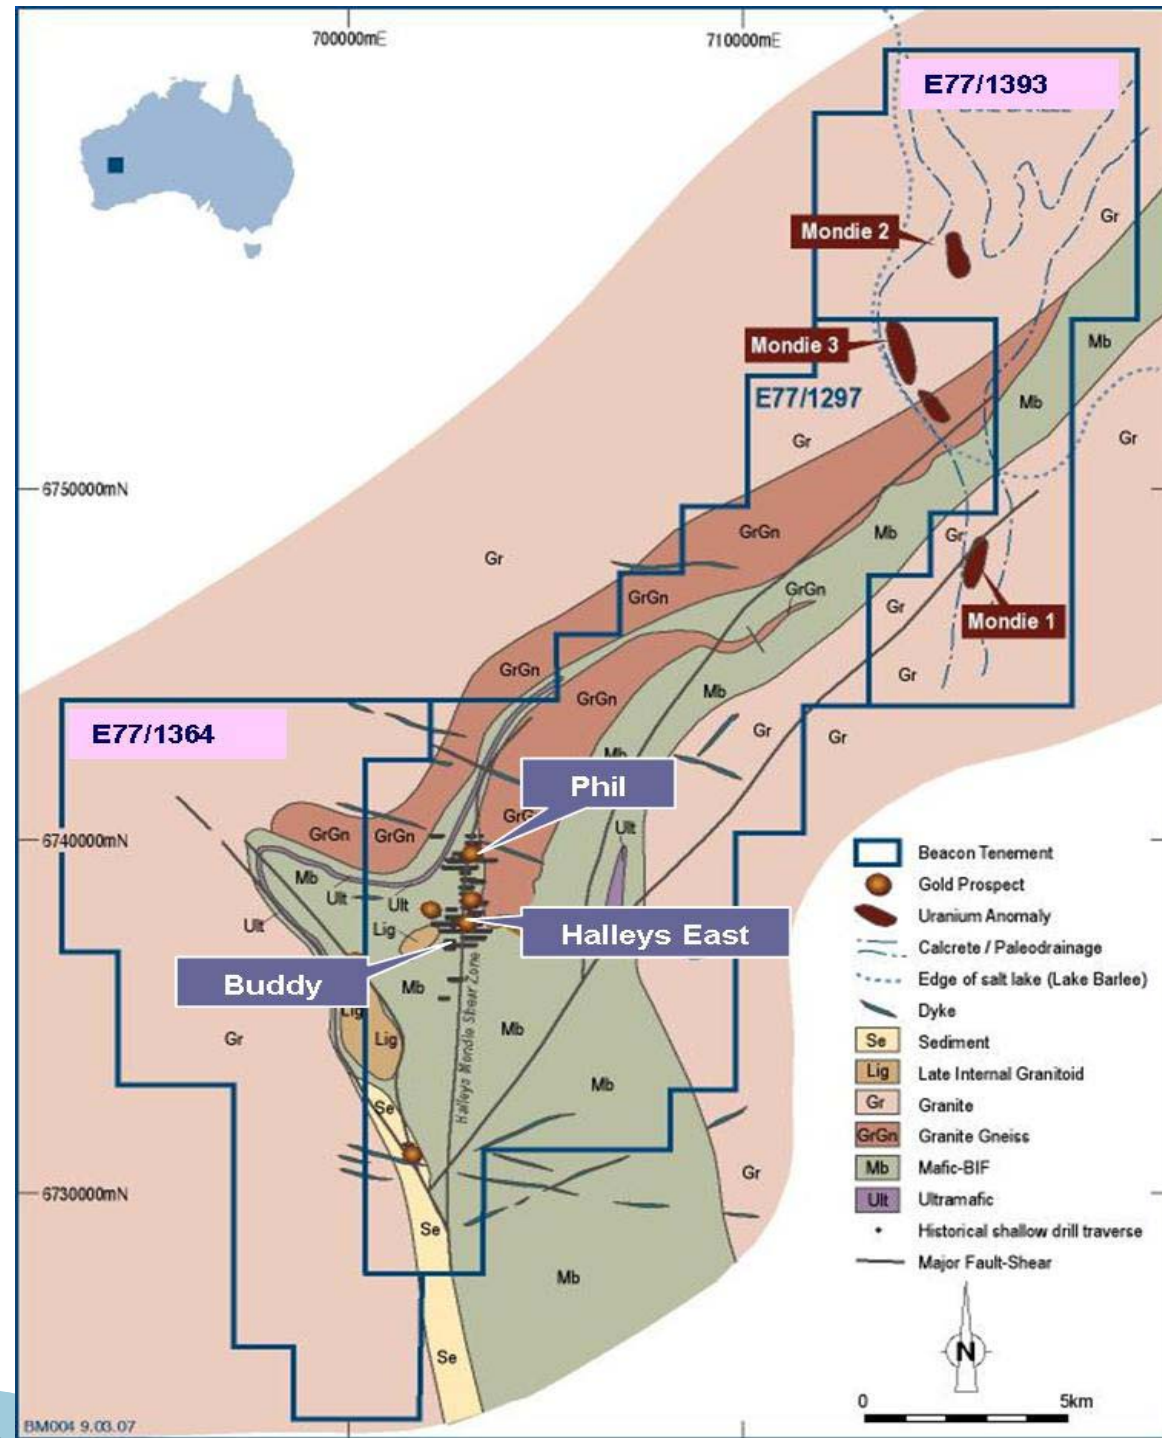 700000mE
710000mE
E77/1393
Gr
Mondie 2
Mondie 3
Mb
E77/1297
Mb
Gr
Gr
6750000mN
GrGn
Mb
Gr
Gr
GrGn
GrGn
Gr
Mondie 1
GrGn
GrGn
Mb
Gr
E77/1364
Gr
Gr
Mb
Phil
6740000mN
GrGn
GrGn
Ult
Mb
Ult
Ult
Ult
Lig
Halleys East
Buddy
Mb
Halleys Mondie Shear Zone
Lig
Lig
Gr
Mb
Mb
Se
Gr
6730000mN
Se
Mb
Se
Beacon Tenement
Gold Prospect
Uranium Anomaly
Calcrete / Paleodrainage
Edge of salt lake (Lake Barlee)
Dyke
Se Sediment
Lig Late Internal Granitoid
Gr Granite
GrGn Granite Gneiss
Mb Mafic-BIF
Ult Ultramafic
Historical shallow drill traverse
Major Fault-Shear
N
0 5km
BM004 9.03.07